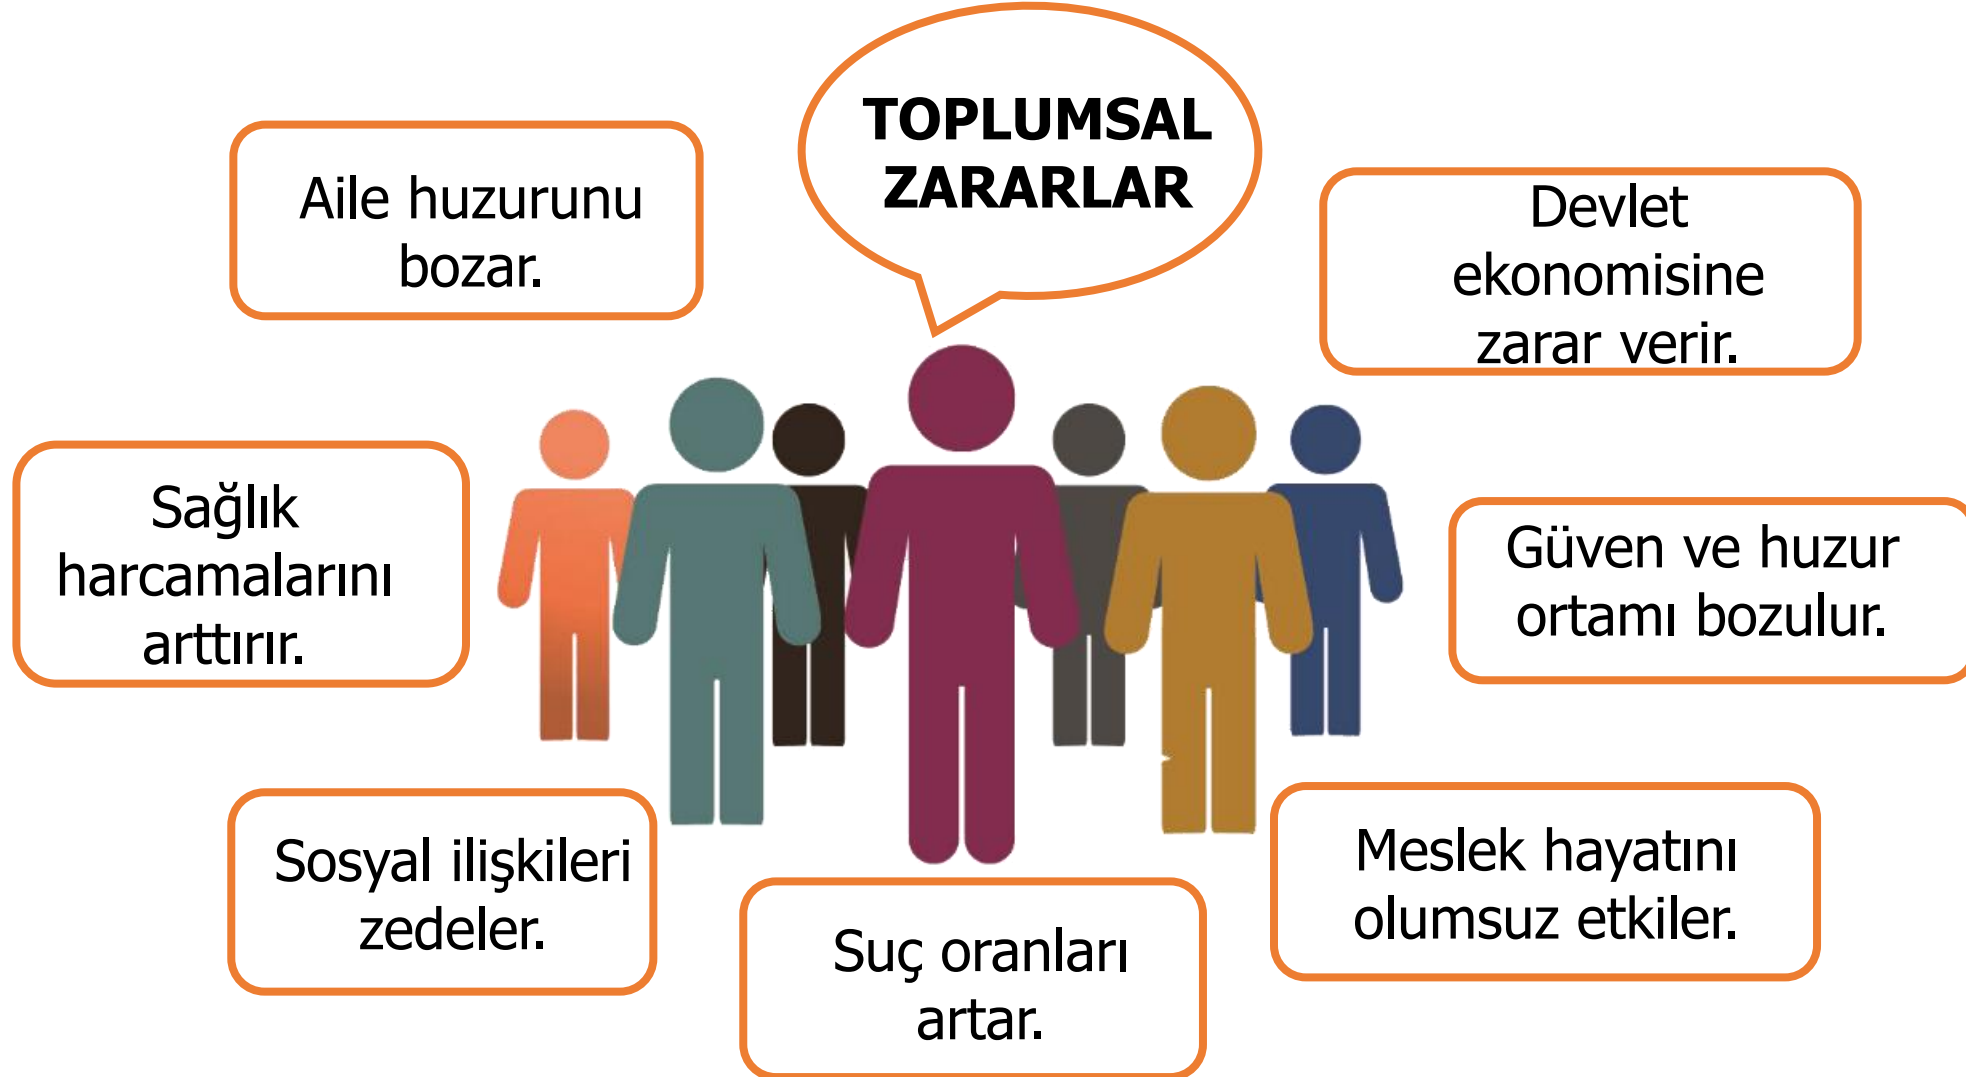 TOPLUMSAL
ZARARLAR
Aile huzurunu
bozar.
Devlet
ekonomisine
zarar verir.
Sağlık
harcamalarını
arttırır.
Güven ve huzur
ortamı bozulur.
Sosyal ilişkileri
zedeler.
Meslek hayatını
olumsuz etkiler.
Suç oranları
artar.